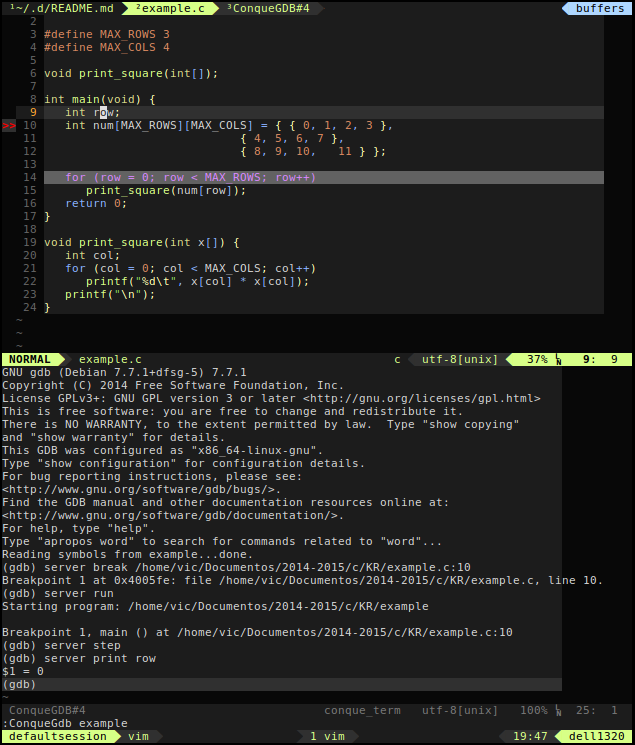 ¹~/.d/README.md ²example.c ³ConqueGDB#4 buffers
2
3 #define MAX_ROWS 3
4 #define MAX_COLS 4
5
6 void print_square(int[]);
7
8 int main(void) {
9    int row;
>> 10    int num[MAX_ROWS][MAX_COLS] = { { 0, 1, 2, 3 },
11                              { 4, 5, 6, 7 },
12                              { 8, 9, 10,   11 } };
13
14    for (row = 0; row < MAX_ROWS; row++)
15       print_square(num[row]);
16    return 0;
17 }
18
19 void print_square(int x[]) {
20    int col;
21    for (col = 0; col < MAX_COLS; col++)
22       printf("%d\t", x[col] * x[col]);
23    printf("\n");
24 }
~
~
~
NORMAL example.c c utf-8[unix] 37% ␤ 9: 9
GNU gdb (Debian 7.7.1+dfsg-5) 7.7.1
Copyright (C) 2014 Free Software Foundation, Inc.
License GPLv3+: GNU GPL version 3 or later <http://gnu.org/licenses/gpl.html>
This is free software: you are free to change and redistribute it.
There is NO WARRANTY, to the extent permitted by law.  Type "show copying"
and "show warranty" for details.
This GDB was configured as "x86_64-linux-gnu".
Type "show configuration" for configuration details.
For bug reporting instructions, please see:
<http://www.gnu.org/software/gdb/bugs/>.
Find the GDB manual and other documentation resources online at:
<http://www.gnu.org/software/gdb/documentation/>.
For help, type "help".
Type "apropos word" to search for commands related to "word"...
Reading symbols from example...done.
(gdb) server break /home/vic/Documentos/2014-2015/c/KR/example.c:10
Breakpoint 1 at 0x4005fe: file /home/vic/Documentos/2014-2015/c/KR/example.c, line 10.
(gdb) server run
Starting program: /home/vic/Documentos/2014-2015/c/KR/example

Breakpoint 1, main () at /home/vic/Documentos/2014-2015/c/KR/example.c:10
(gdb) server step
(gdb) server print row
$1 = 0
(gdb)
~
ConqueGDB#4 conque_term utf-8[unix] 100% ␤ 25: 1
:ConqueGdb example
defaultsession vim 1 vim 19:47 dell1320